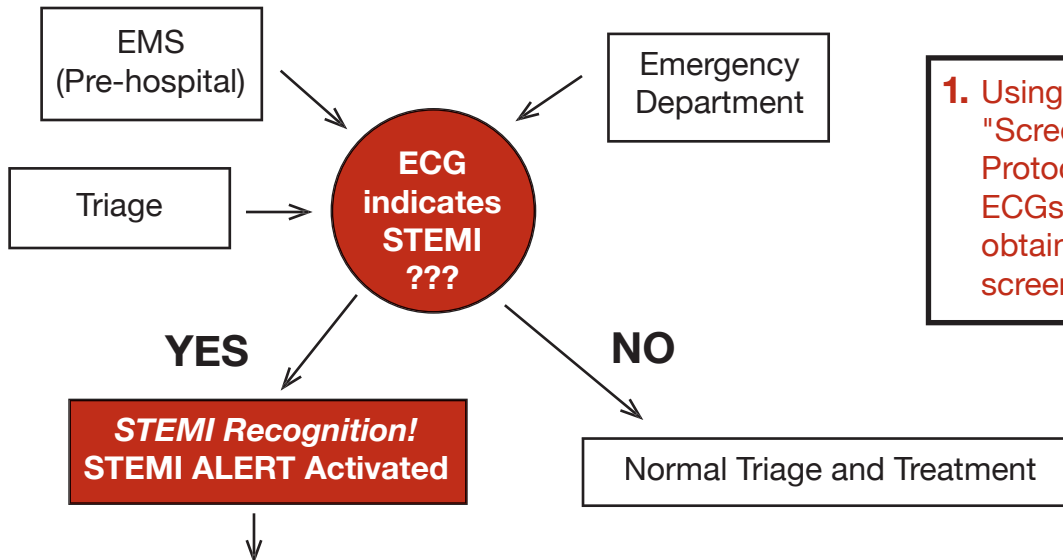 EMS
(Pre-hospital)
Emergency
Department
Triage
ECG
indicates
STEMI
???
1. Using
"Scree
Protoc
ECGs
obtain
screer
YES
NO
STEMI Recognition!
STEMI ALERT Activated
Normal Triage and Treatment